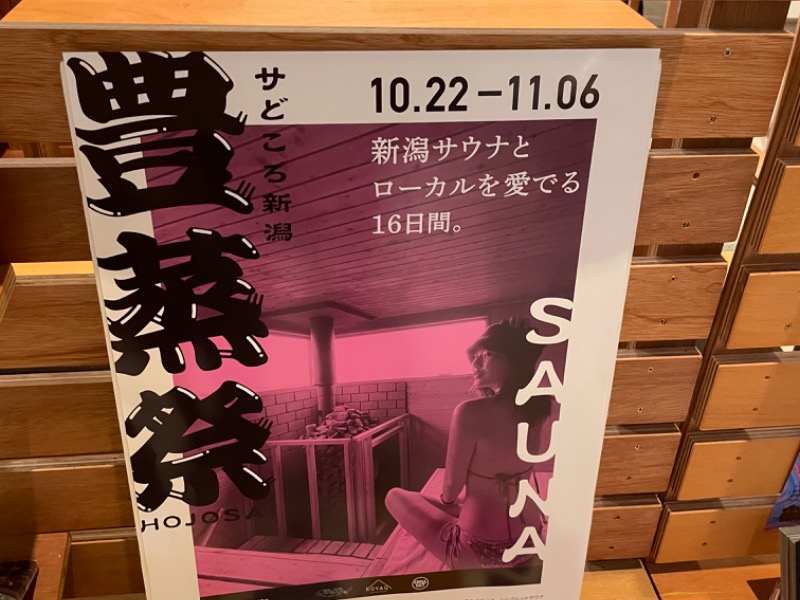 豊蒸祭
HOJOSA
サどころ新潟
10.22－11.06
新潟サウナと
ローカルを愛でる
16日間。
SAUNA